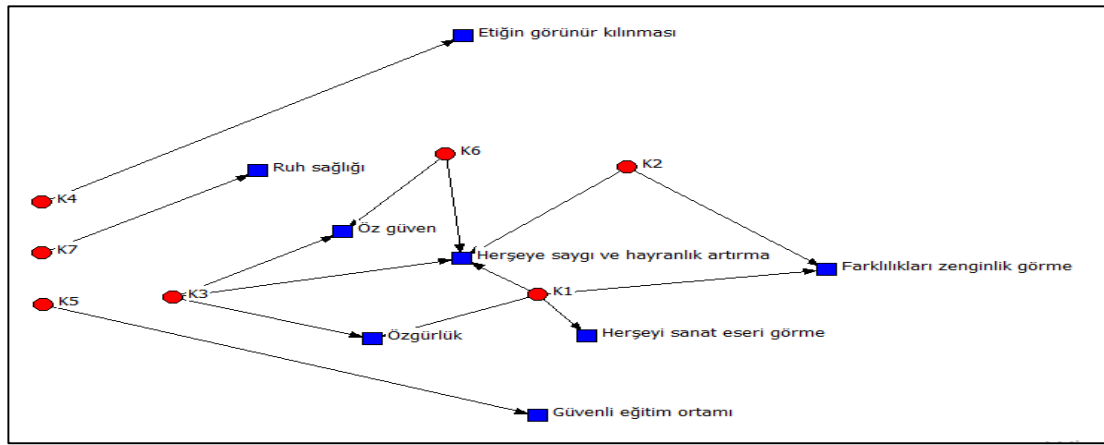 Etiğin görünür kılınması
K6
K2
Ruh sağlığı
K4
Öz güven
K7
Herşeye saygı ve hayranlık artırma
Farklılıkları zenginlik görme
K3
K1
K5
Özgürlük
Herşeyi sanat eseri görme
Güvenli eğitim ortamı